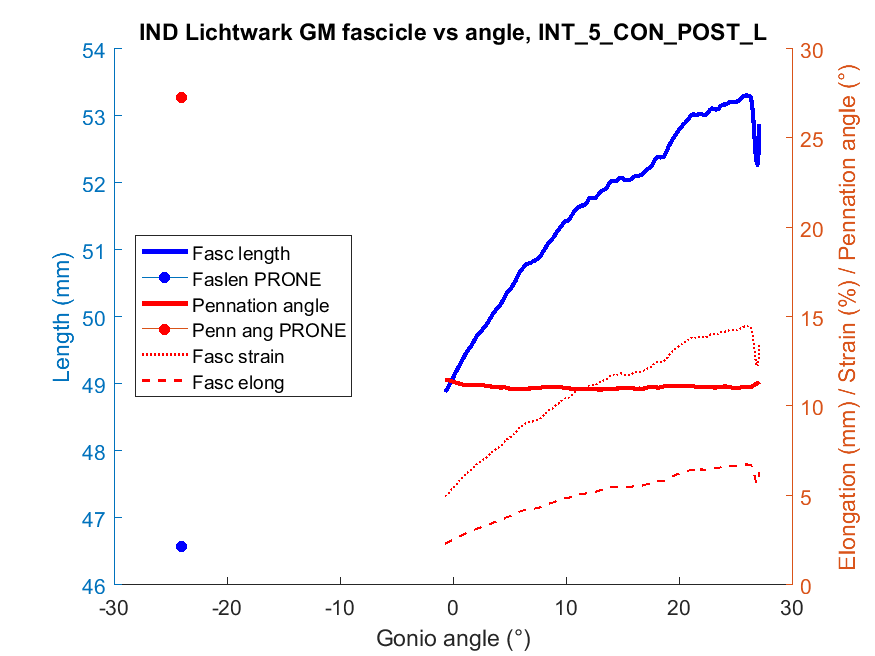 IND Lichtwark GM fascicle vs angle, INT_5_CON_POST_L
54
53
52
51
50
49
48
47
46
Length (mm)
30
25
20
15
10
5
0
Elongation (mm) / Strain (%) / Pennation angle (°)
Fasc length
Faslen PRONE
Pennation angle
Penn ang PRONE
Fasc strain
Fasc elong
-30
-20
-10
0
10
20
30
Gonio angle (°)